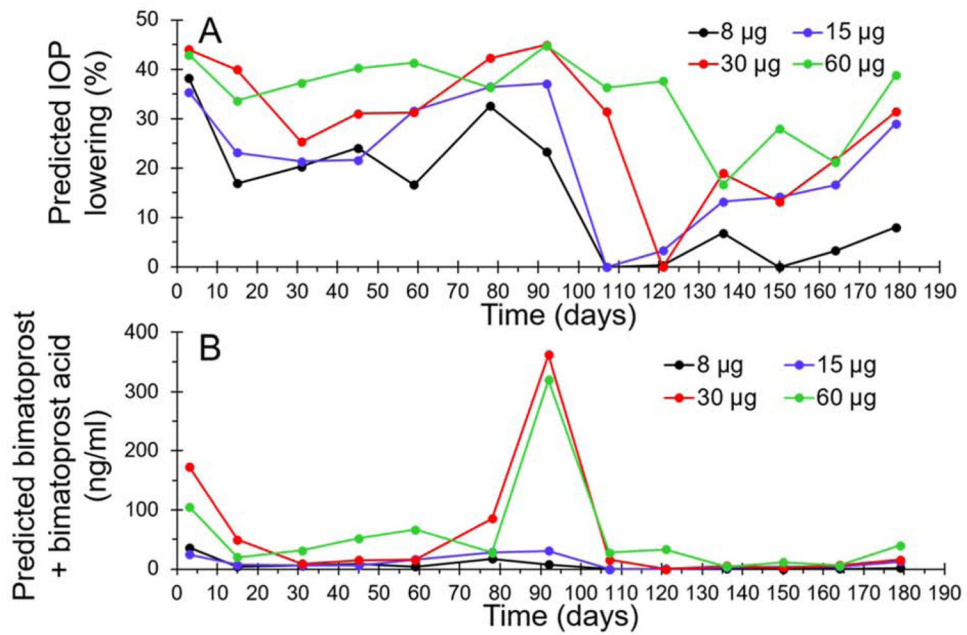 A
8 µg 15 µg
30 µg 60 µg
Predicted IOP
lowering (%)
50
40
30
20
10
0
0 10 20 30 40 50 60 70 80 90 100 110 120 130 140 150 160 170 180 190
Time (days)
B
8 µg 15 µg
30 µg 60 µg
Predicted bimatoprost
+ bimatoprost acid
(ng/ml)
400
300
200
100
0
0 10 20 30 40 50 60 70 80 90 100 110 120 130 140 150 160 170 180 190
Time (days)